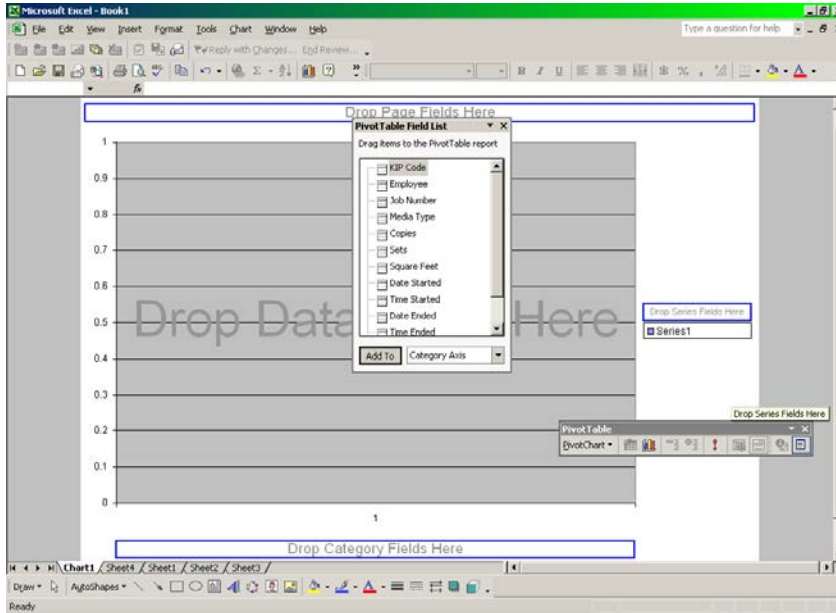 Microsoft Excel - Book1
File Edit View Insert Format Tools Chart Window Help
Type a question for help
Reply with Changes... End Review...
fx
Drop Page Fields Here
PivotTable Field List
Drag items to the PivotTable report
KIP Code
Employee
Job Number
Media Type
Copies
Sets
Square Feet
Date Started
Time Started
Date Ended
Time Ended
Add To Category Axis
1
0.9
0.8
0.7
0.6
0.5
0.4
0.3
0.2
0.1
0
Drop Data Here
1
Drop Series Fields Here
Series1
Drop Series Fields Here
PivotTable
PivotChart
Drop Category Fields Here
Chart1 / Sheet4 / Sheet1 / Sheet2 / Sheet3 /
Draw AutoShapes
Ready